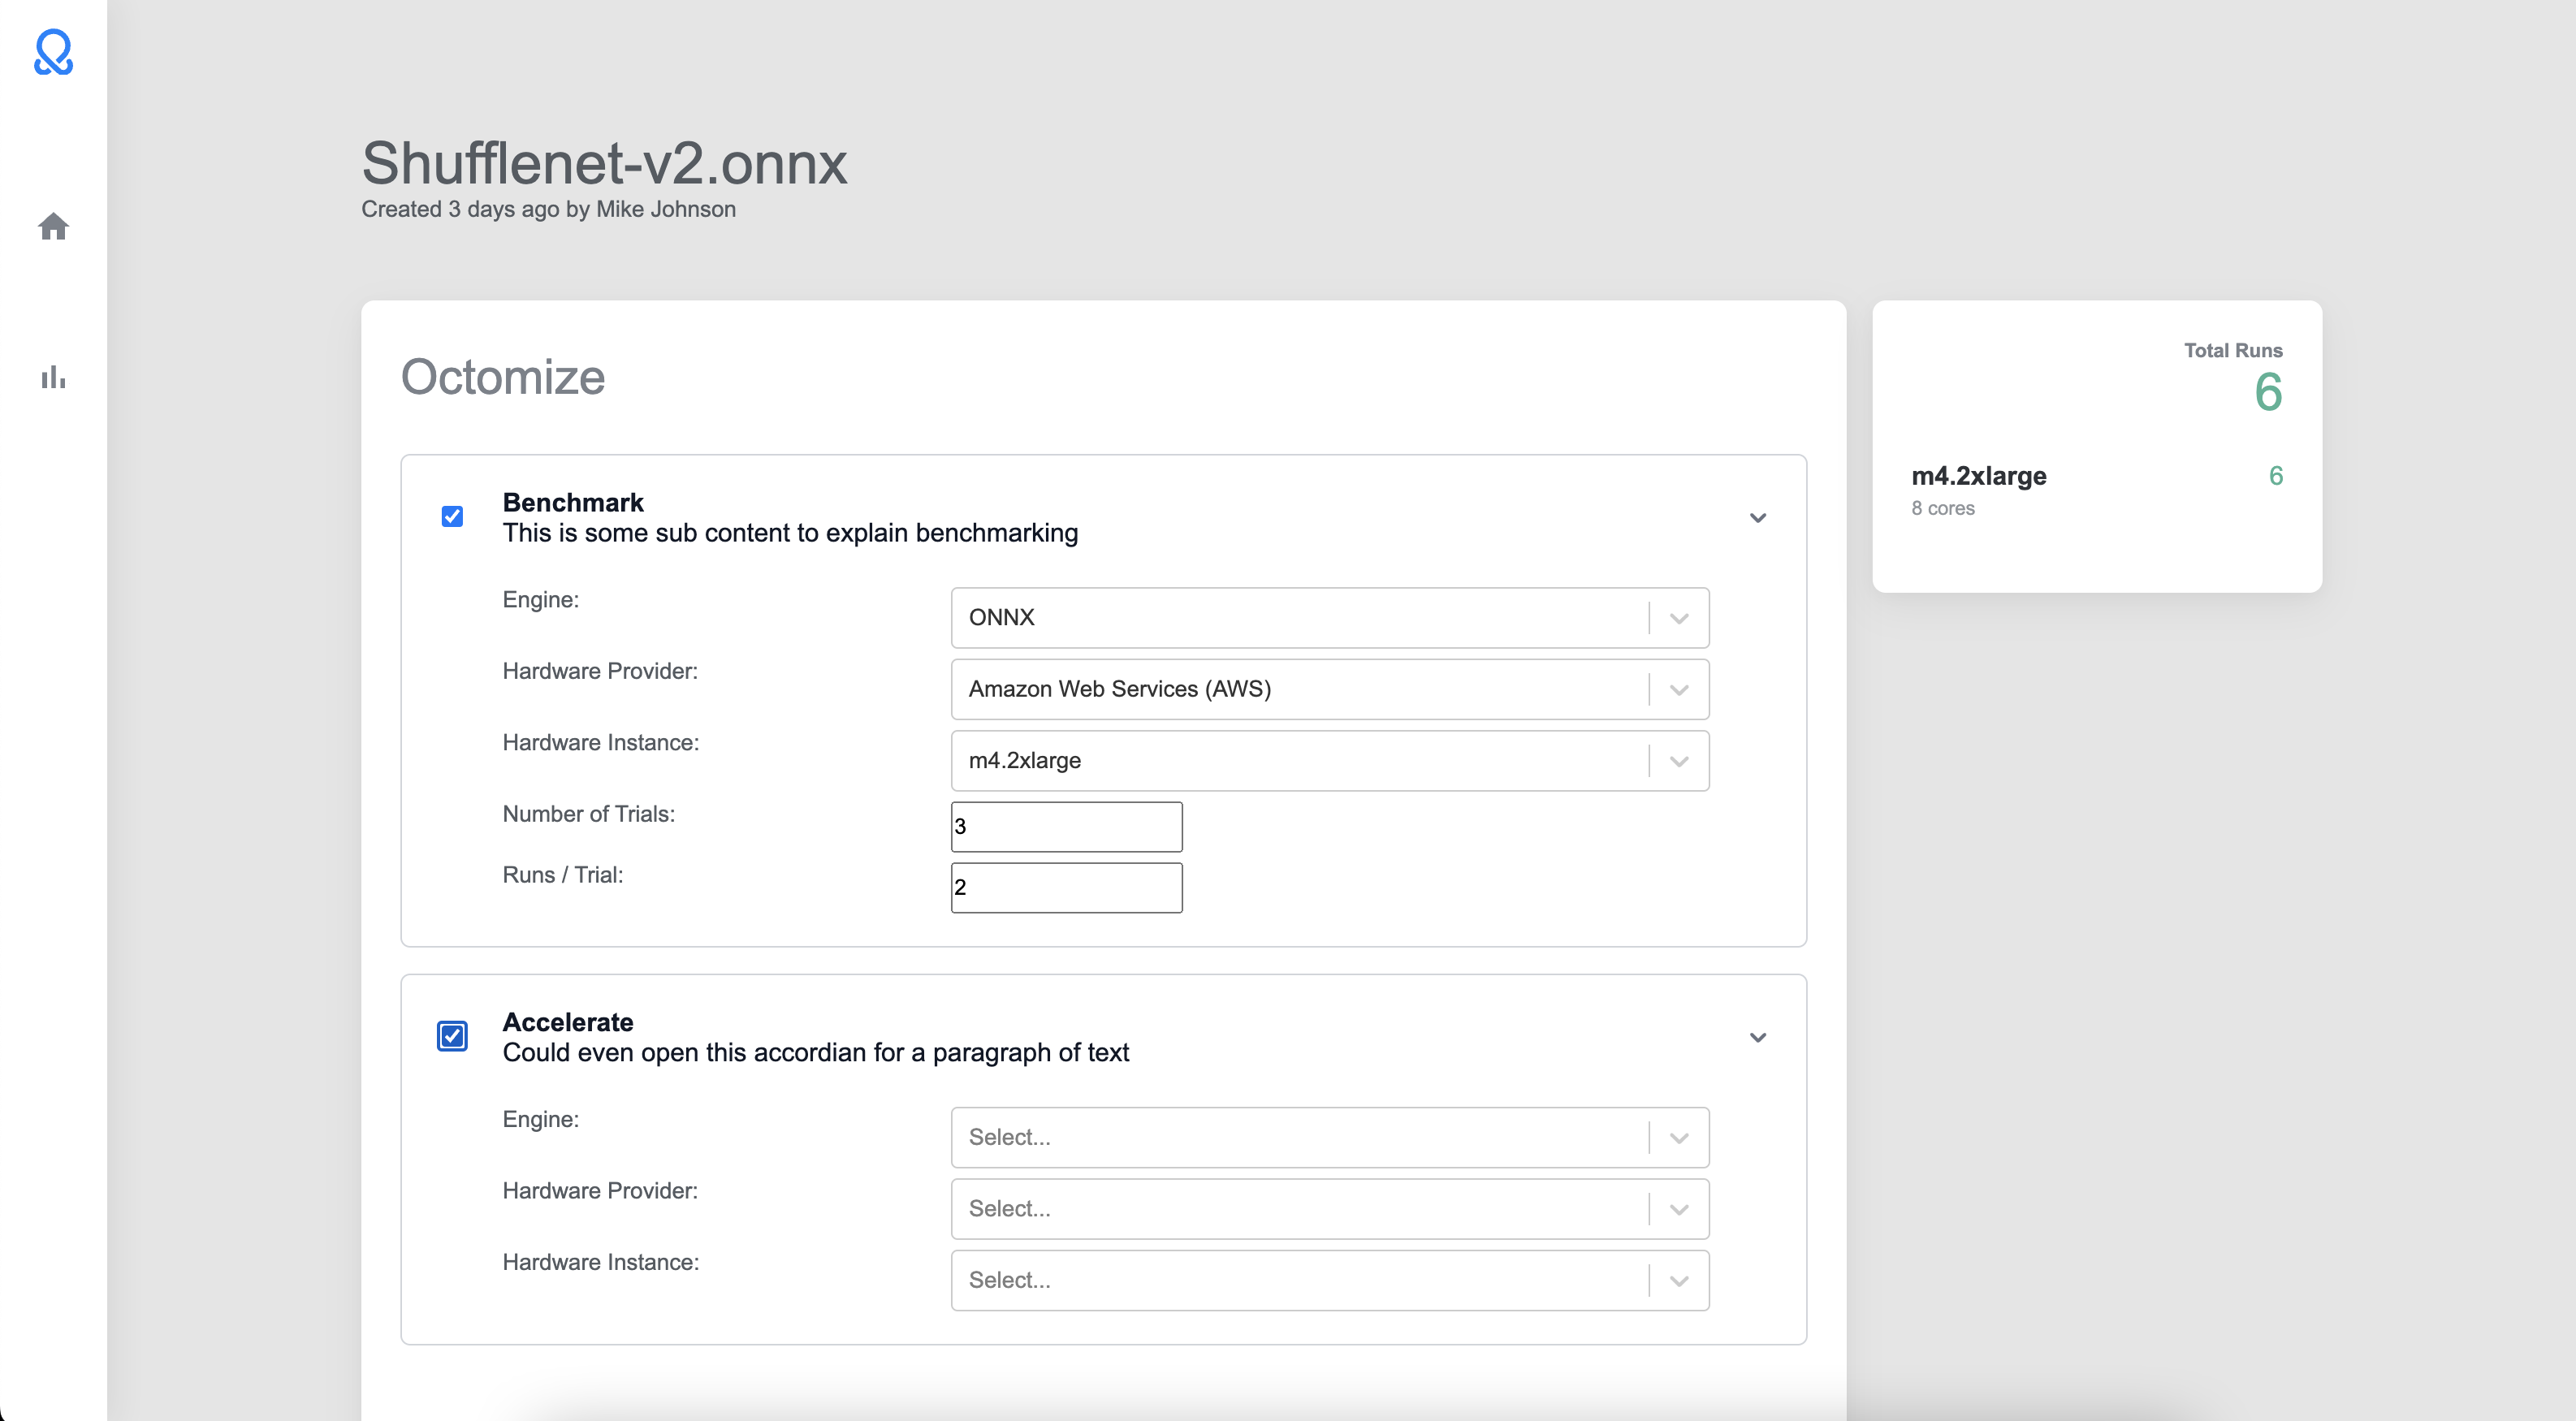 Shufflenet-v2.onnx
Created 3 days ago by Mike Johnson
Octomize
Benchmark
This is some sub content to explain benchmarking
Engine:
ONNX
Hardware Provider:
Amazon Web Services (AWS)
Hardware Instance:
m4.2xlarge
Number of Trials:
3
Runs / Trial:
2
Accelerate
Could even open this accordian for a paragraph of text
Engine:
Select...
Hardware Provider:
Select...
Hardware Instance:
Select...
Total Runs
6
m4.2xlarge
6
8 cores